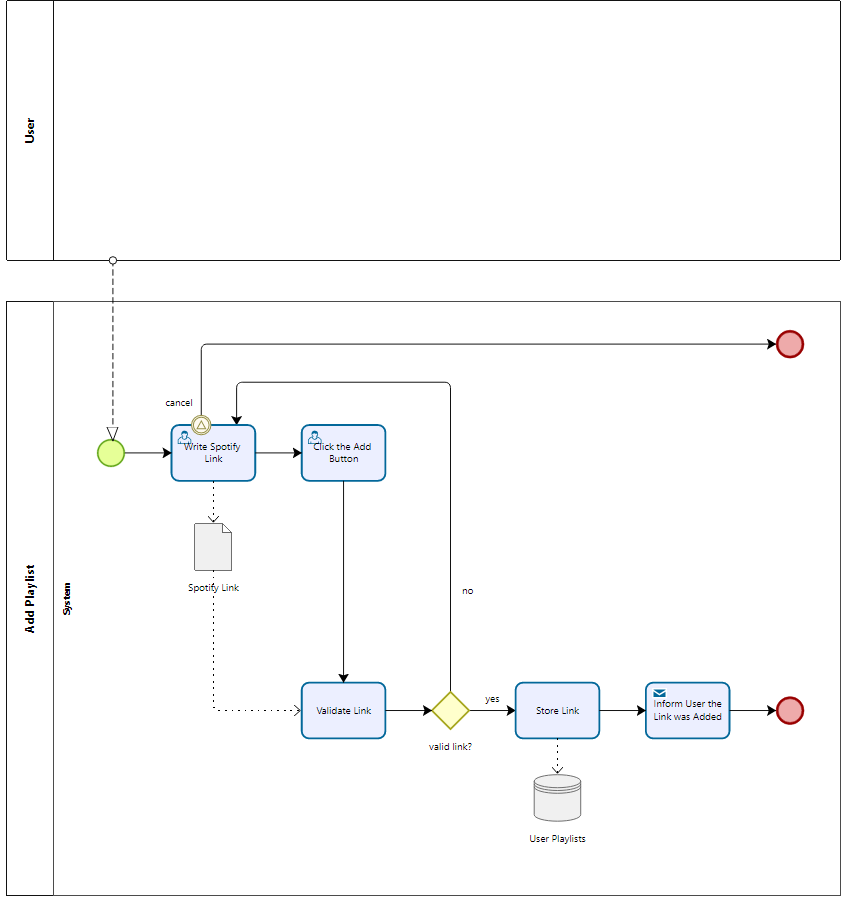 User
Add Playlist
System
cancel
Write Spotify
Link
Click the Add
Button
Spotify Link
no
Validate Link
valid link?
yes
Store Link
Inform User the
Link was Added
User Playlists